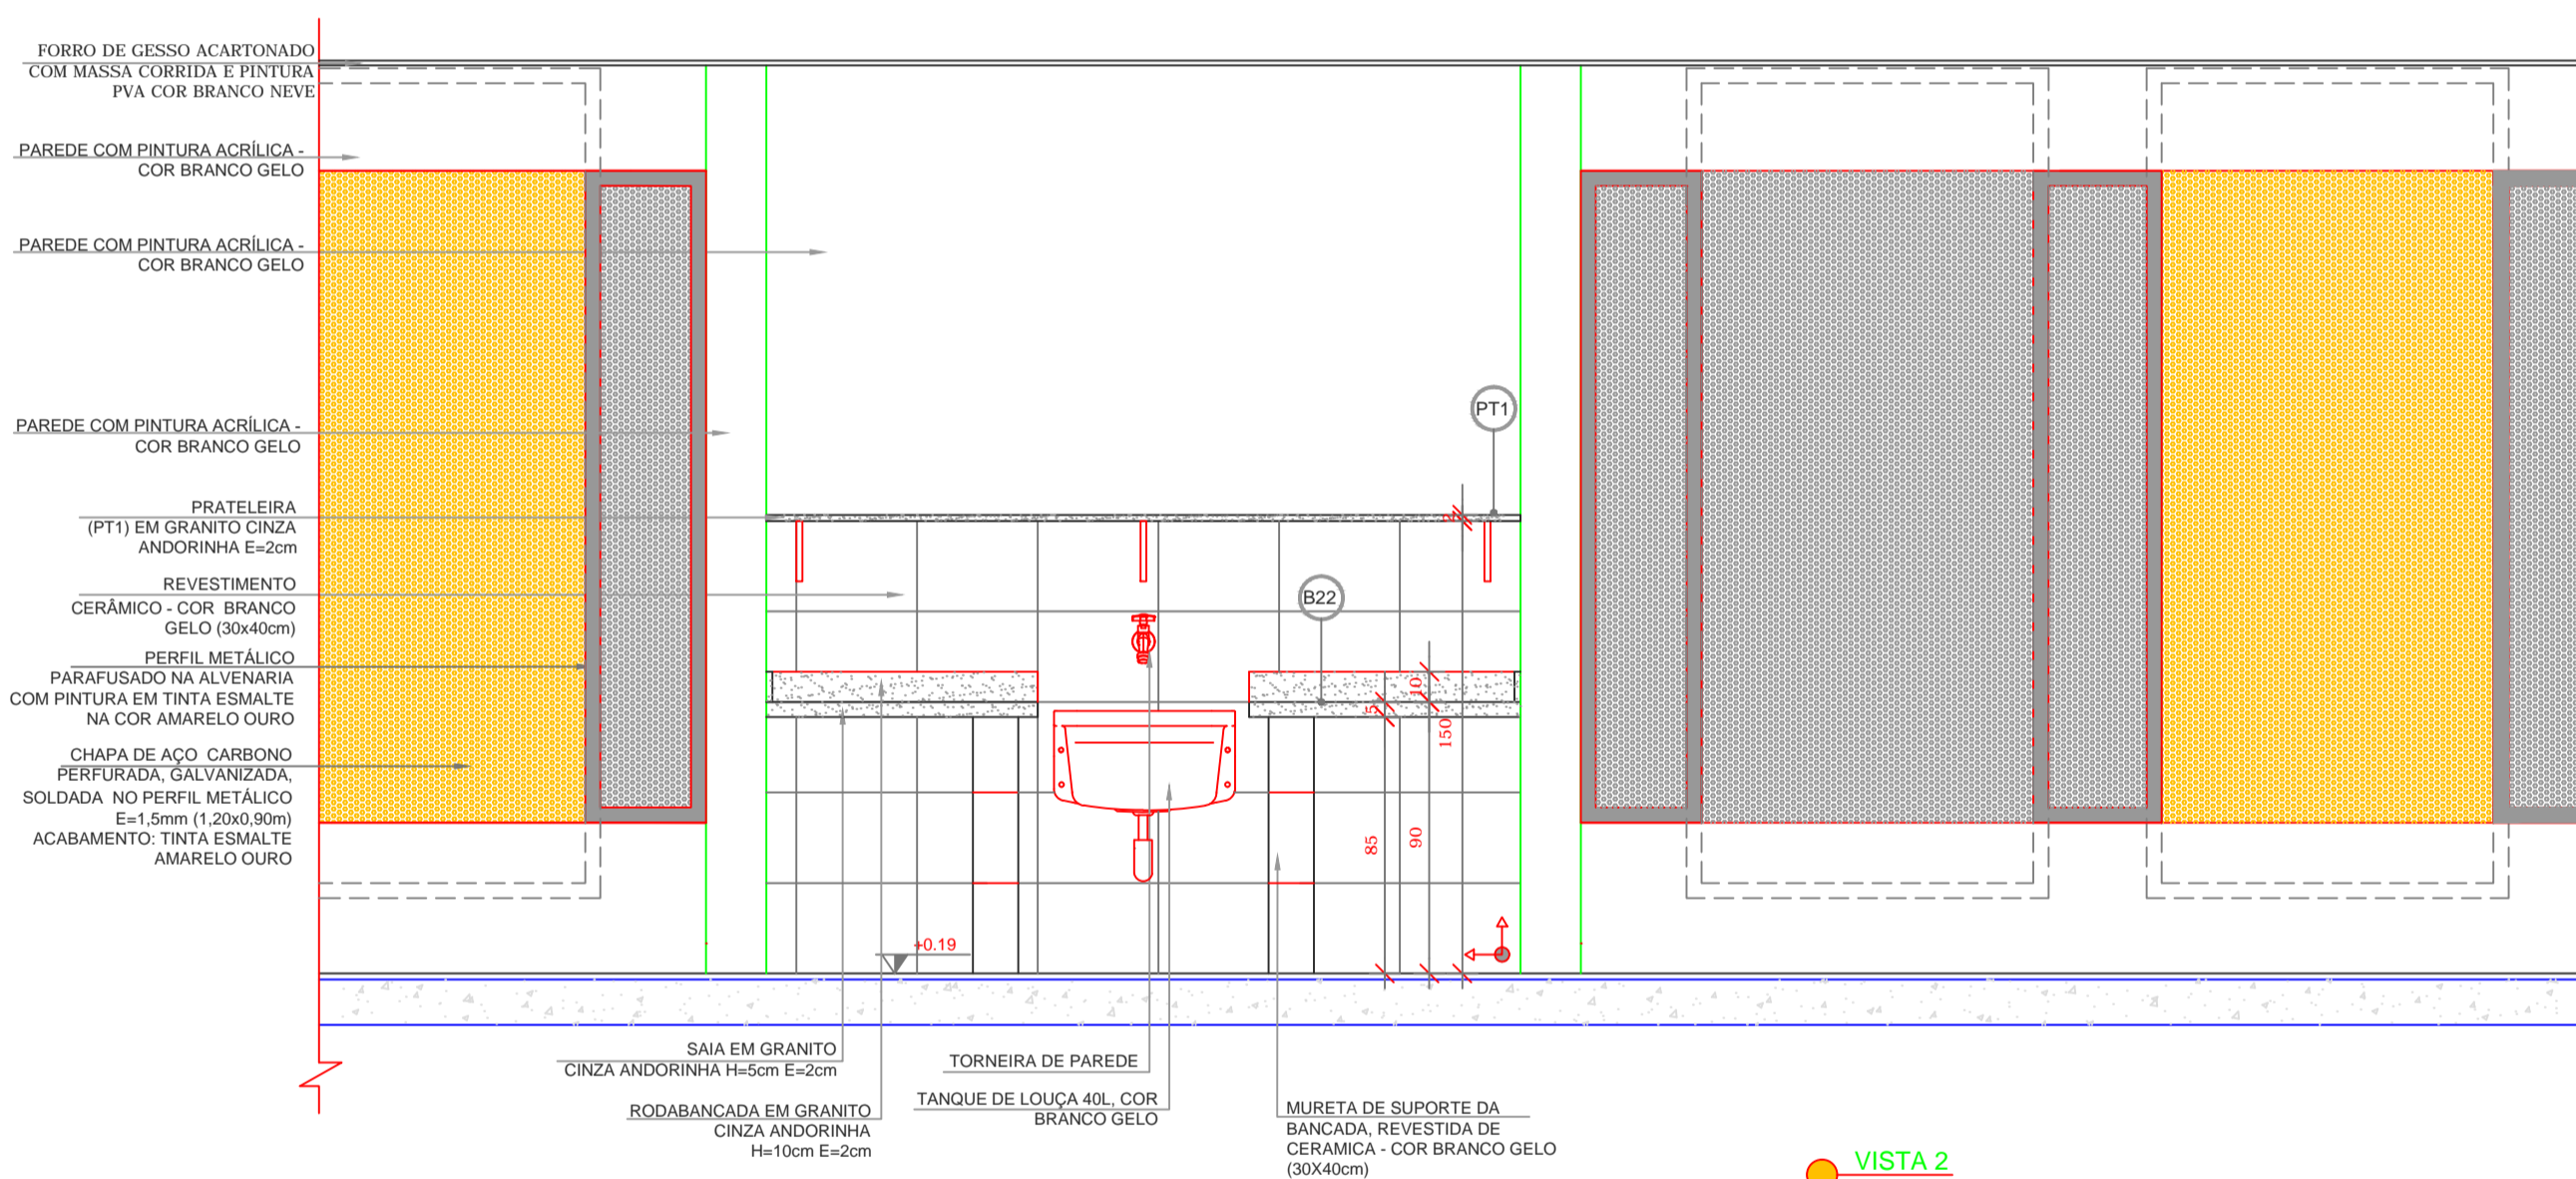 FORRO DE GESSO ACARTONADO
COM MASSA CORRIDA E PINTURA
PVA COR BRANCO NEVE
PAREDE COM PINTURA ACRÍLICA -
COR BRANCO GELO
PAREDE COM PINTURA ACRÍLICA -
COR BRANCO GELO
PAREDE COM PINTURA ACRÍLICA -
COR BRANCO GELO
PRATELEIRA
(PT1) EM GRANITO CINZA
ANDORINHA E=2cm
REVESTIMENTO
CERÂMICO - COR BRANCO
GELO (30x40cm)
PERFIL METÁLICO
PARAFUSADO NA ALVENARIA
COM PINTURA EM TINTA ESMALTE
NA COR AMARELO OURO
CHAPA DE AÇO CARBONO
PERFURADA, GALVANIZADA,
SOLDADA NO PERFIL METÁLICO
E=1,5mm (1,20x0,90m)
ACABAMENTO: TINTA ESMALTE
AMARELO OURO
PT1
2
B22
10
5
150
85
90
+0.19
SAIA EM GRANITO
CINZA ANDORINHA H=5cm E=2cm
RODABANCADA EM GRANITO
CINZA ANDORINHA
H=10cm E=2cm
TORNEIRA DE PAREDE
TANQUE DE LOUÇA 40L, COR
BRANCO GELO
MURETA DE SUPORTE DA
BANCADA, REVESTIDA DE
CERAMICA - COR BRANCO GELO
(30X40cm)
VISTA 2